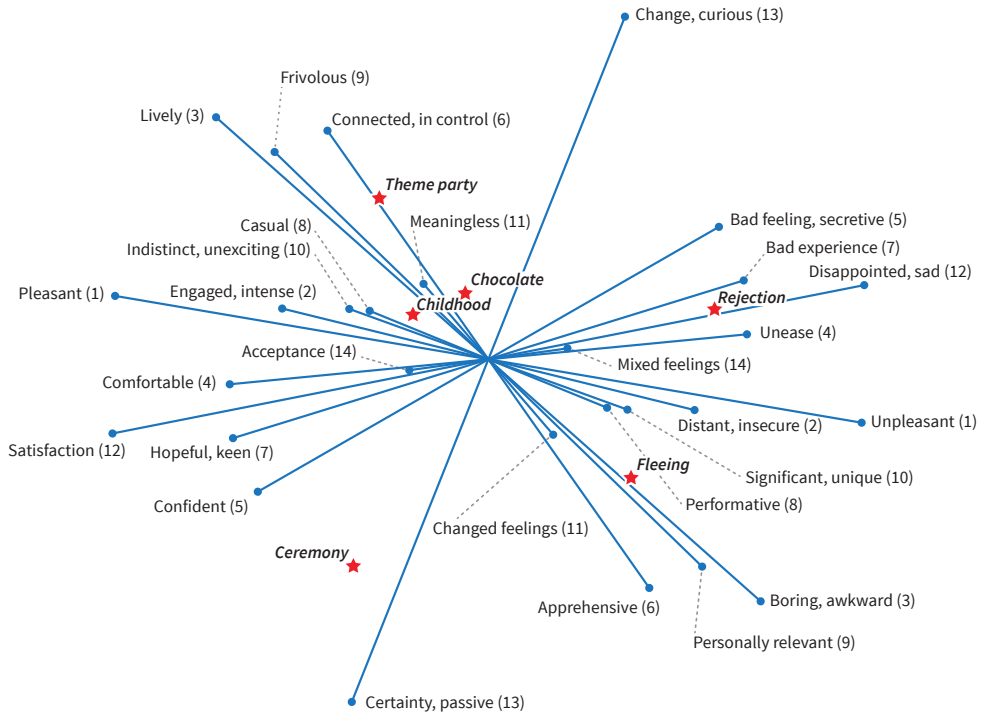 Change, curious (13)
Frivolous (9)
Lively (3)
Connected, in control (6)
Theme party
Meaningless (11)
Casual (8)
Bad feeling, secretive (5)
Indistinct, unexciting (10)
Bad experience (7)
Disappointed, sad (12)
Chocolate
Pleasant (1)
Engaged, intense (2)
Childhood
Rejection
Unease (4)
Acceptance (14)
Mixed feelings (14)
Comfortable (4)
Unpleasant (1)
Distant, insecure (2)
Satisfaction (12)
Hopeful, keen (7)
Fleeing
Significant, unique (10)
Confident (5)
Performative (8)
Changed feelings (11)
Ceremony
Apprehensive (6)
Boring, awkward (3)
Personally relevant (9)
Certainty, passive (13)